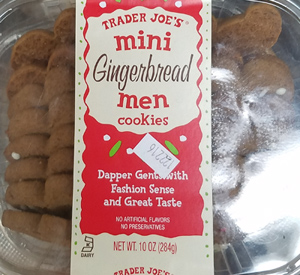 TRADER JOE'S
mini
Gingerbread
men
cookies
Dapper Gents with
Fashion Sense
and Great Taste
NO ARTIFICIAL FLAVORS
NO PRESERVATIVES
DAIRY
NET WT. 10 OZ (284g)
TRADER JOE'S